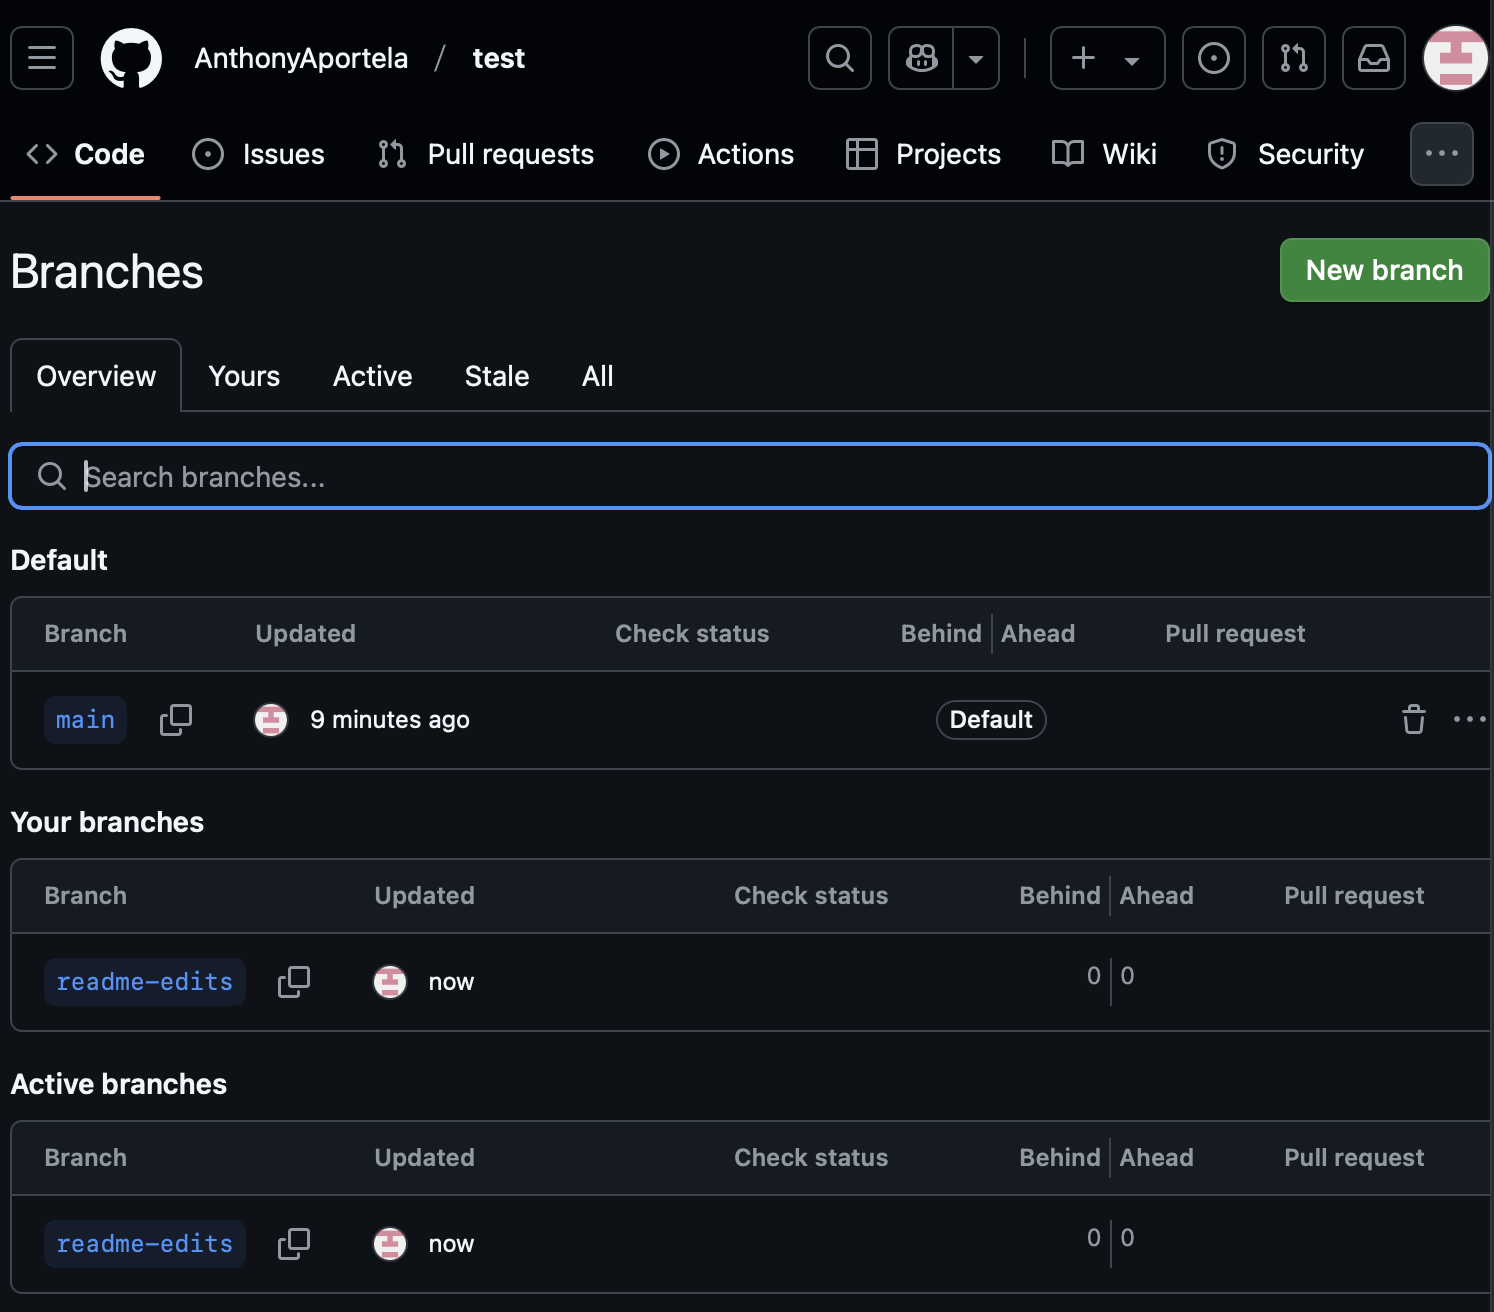 AnthonyAportela / test
Code Issues Pull requests Actions Projects Wiki Security
Branches
New branch
Overview Yours Active Stale All
Search branches...
Default
Branch Updated Check status Behind Ahead Pull request
main 9 minutes ago Default
Your branches
Branch Updated Check status Behind Ahead Pull request
readme-edits now 0 0
Active branches
Branch Updated Check status Behind Ahead Pull request
readme-edits now 0 0